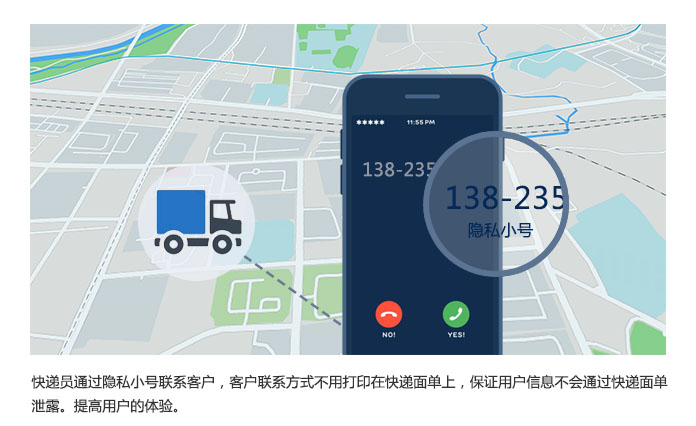 ***** 11:55 PM
138-235
138-235
隐私小号
NO! YES!
快递员通过隐私小号联系客户，客户联系方式不用打印在快递面单上，保证用户信息不会通过快递面单
泄露。提高用户的体验。